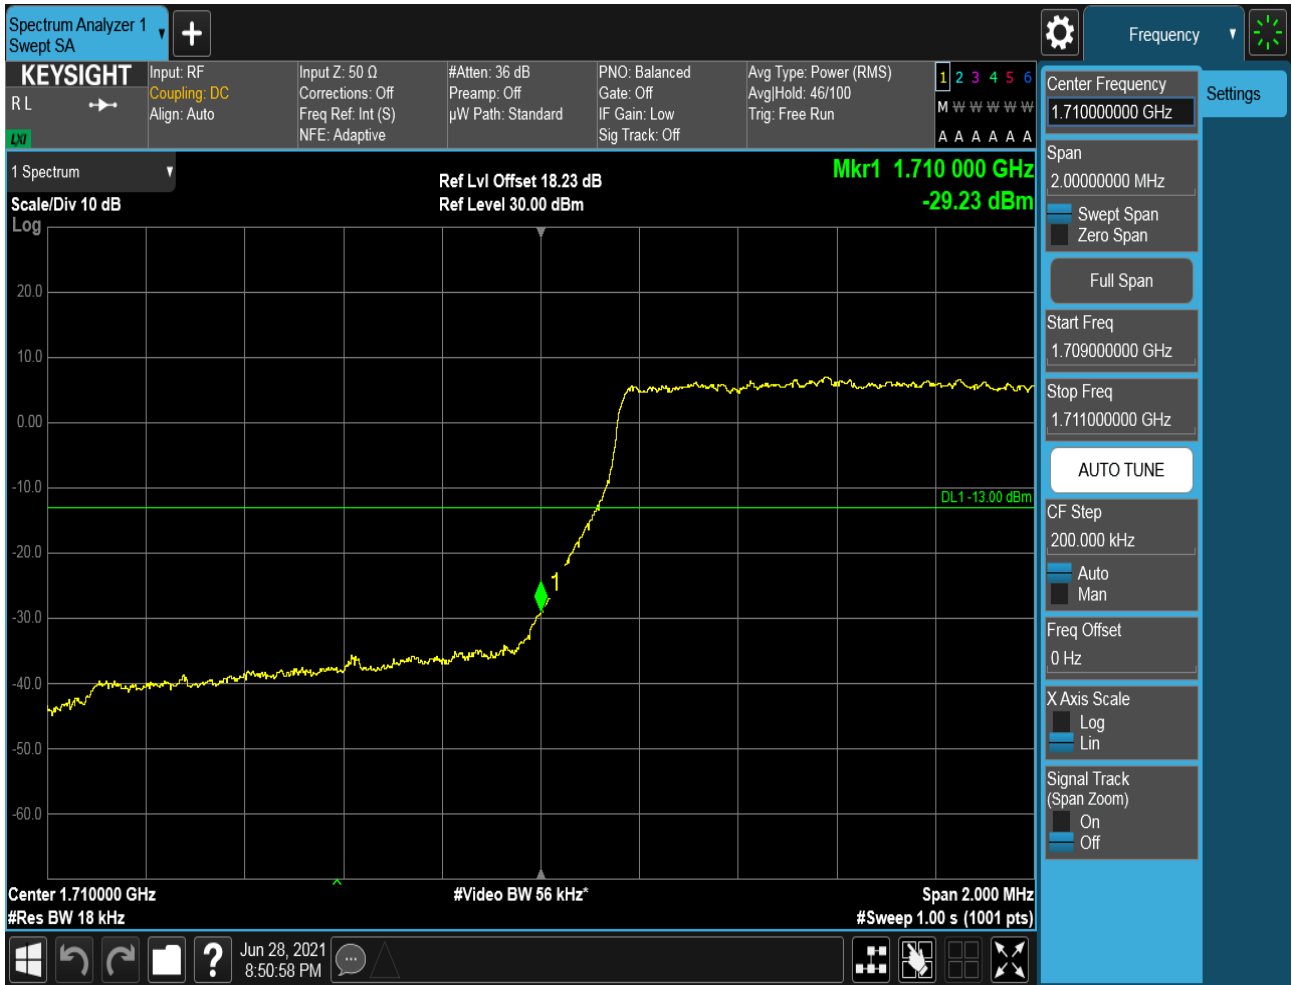 Spectrum Analyzer 1
Swept SA
Frequency
KEYSIGHT
R L
LXI
Input: RF
Coupling: DC
Align: Auto
Input Z: 50 Ω
Corrections: Off
Freq Ref: Int (S)
NFE: Adaptive
#Atten: 36 dB
Preamp: Off
µW Path: Standard
PNO: Balanced
Gate: Off
IF Gain: Low
Sig Track: Off
Avg Type: Power (RMS)
Avg|Hold: 46/100
Trig: Free Run
1 2 3 4 5 6
M W W W W W
A A A A A A
1 Spectrum
Scale/Div 10 dB
Log
Ref Lvl Offset 18.23 dB
Ref Level 30.00 dBm
Mkr1 1.710 000 GHz
-29.23 dBm
20.0
10.0
0.00
-10.0
-20.0
-30.0
-40.0
-50.0
-60.0
DL1 -13.00 dBm
1
Center 1.710000 GHz
#Res BW 18 kHz
#Video BW 56 kHz*
Span 2.000 MHz
#Sweep 1.00 s (1001 pts)
Jun 28, 2021
8:50:58 PM
Center Frequency
1.710000000 GHz
Settings
Span
2.00000000 MHz
Swept Span
Zero Span
Full Span
Start Freq
1.709000000 GHz
Stop Freq
1.711000000 GHz
AUTO TUNE
CF Step
200.000 kHz
Auto
Man
Freq Offset
0 Hz
X Axis Scale
Log
Lin
Signal Track
(Span Zoom)
On
Off